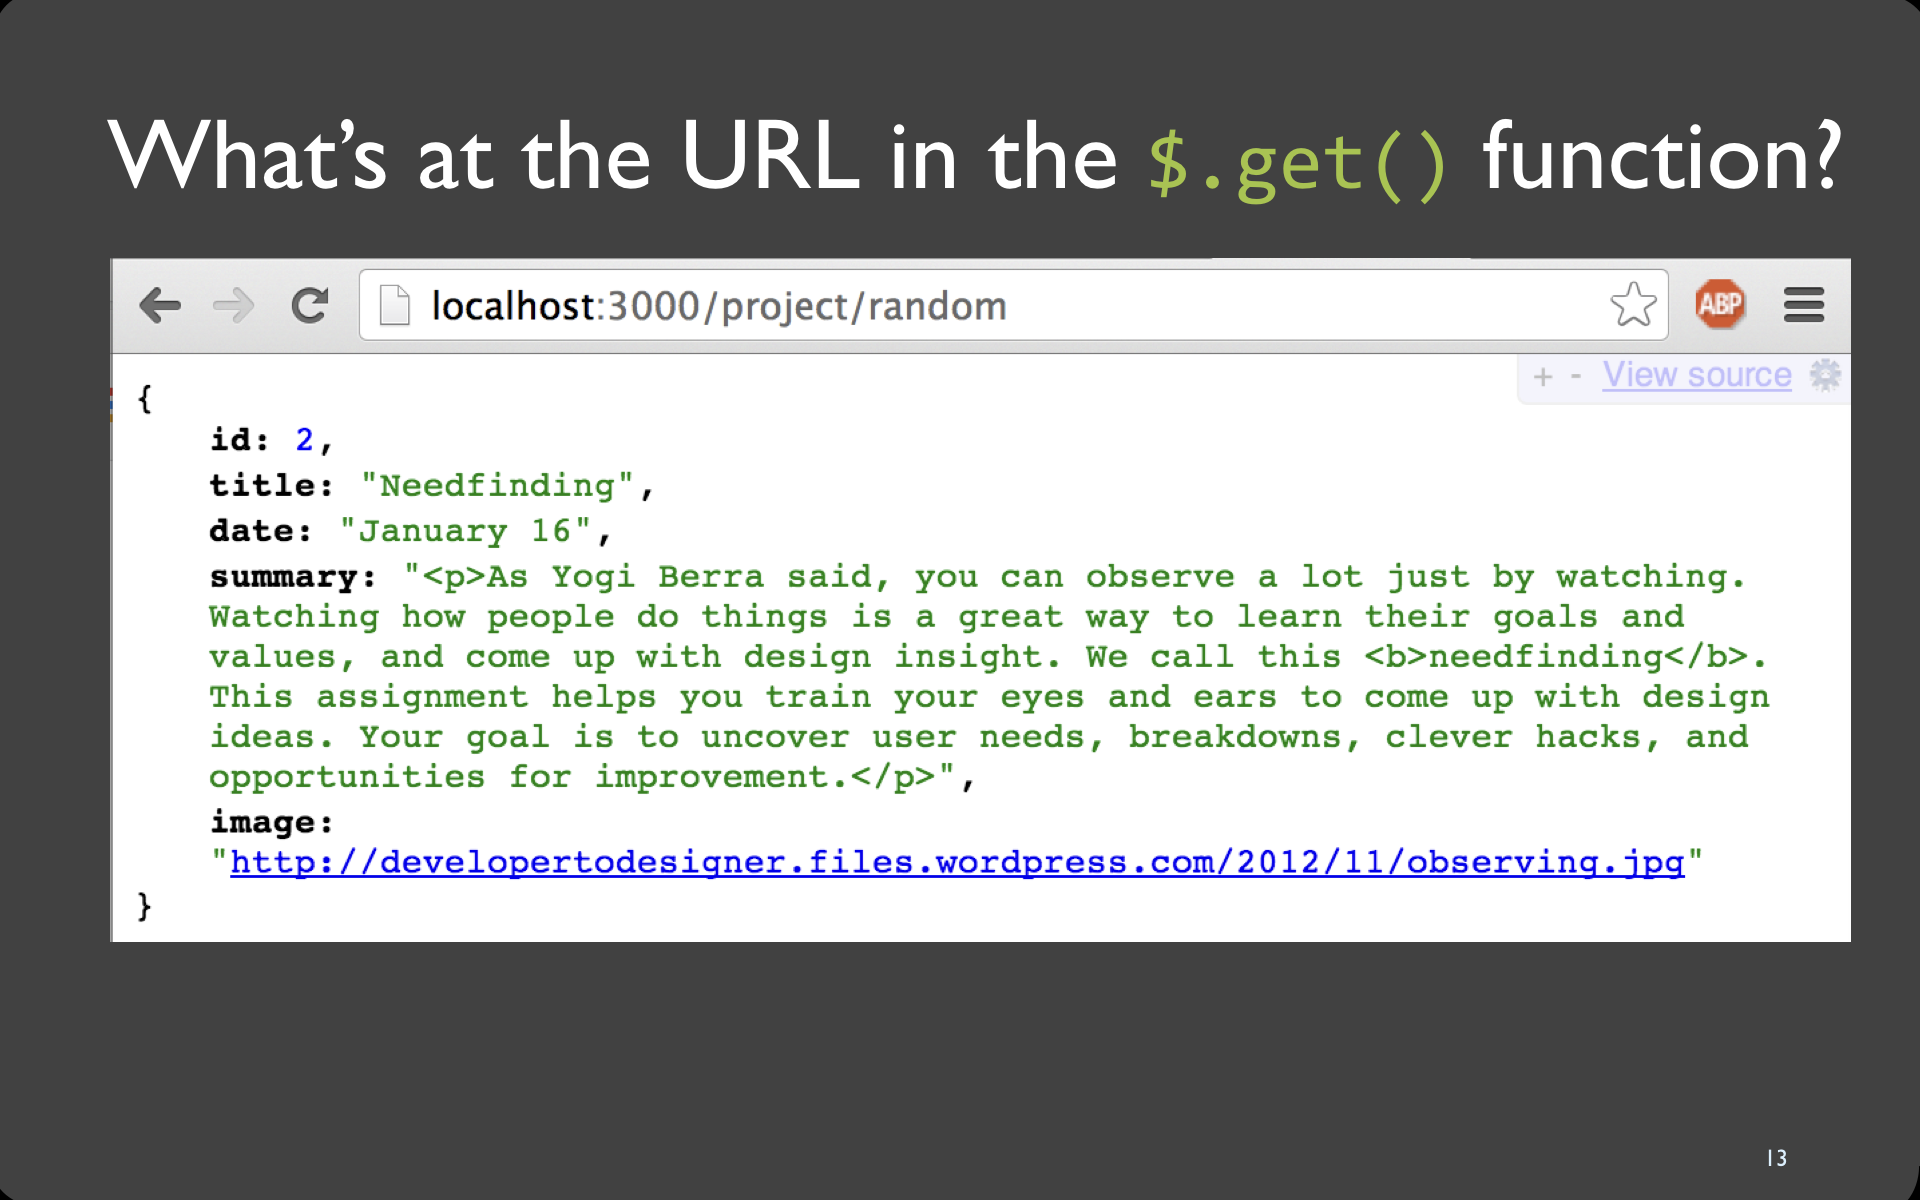 What's at the URL in the $.get() function?
localhost:3000/project/random
ABP
+ - View source
{
id: 2,
title: "Needfinding",
date: "January 16",
summary: "<p>As Yogi Berra said, you can observe a lot just by watching.
Watching how people do things is a great way to learn their goals and
values, and come up with design insight. We call this <b>needfinding</b>.
This assignment helps you train your eyes and ears to come up with design
ideas. Your goal is to uncover user needs, breakdowns, clever hacks, and
opportunities for improvement.</p>",
image:
"http://developertodesigner.files.wordpress.com/2012/11/observing.jpg"
}
13